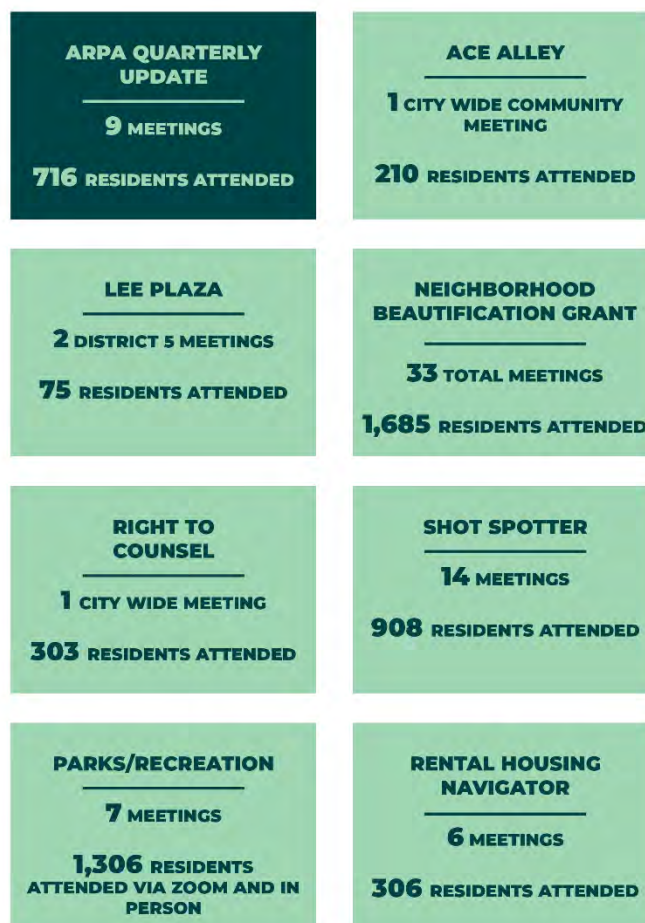 ARPA QUARTERLY
UPDATE
9 MEETINGS
716 RESIDENTS ATTENDED
ACE ALLEY
1 CITY WIDE COMMUNITY
MEETING
210 RESIDENTS ATTENDED
LEE PLAZA
2 DISTRICT 5 MEETINGS
75 RESIDENTS ATTENDED
NEIGHBORHOOD
BEAUTIFICATION GRANT
33 TOTAL MEETINGS
1,685 RESIDENTS ATTENDED
RIGHT TO
COUNSEL
1 CITY WIDE MEETING
303 RESIDENTS ATTENDED
SHOT SPOTTER
14 MEETINGS
908 RESIDENTS ATTENDED
PARKS/RECREATION
7 MEETINGS
1,306 RESIDENTS
ATTENDED VIA ZOOM AND IN
PERSON
RENTAL HOUSING
NAVIGATOR
6 MEETINGS
306 RESIDENTS ATTENDED